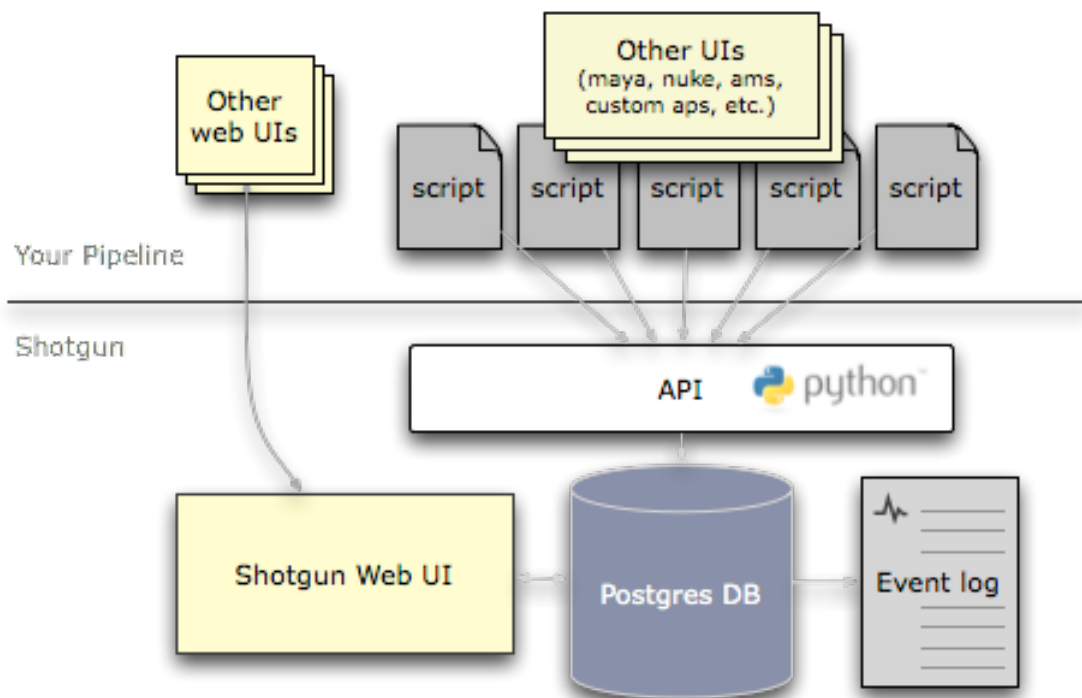 Other UIs
(maya, nuke, ams,
custom aps, etc.)
Other
web UIs
script
script
script
script
script
Your Pipeline
Shotgun
API
python™
Shotgun Web UI
Postgres DB
Event log